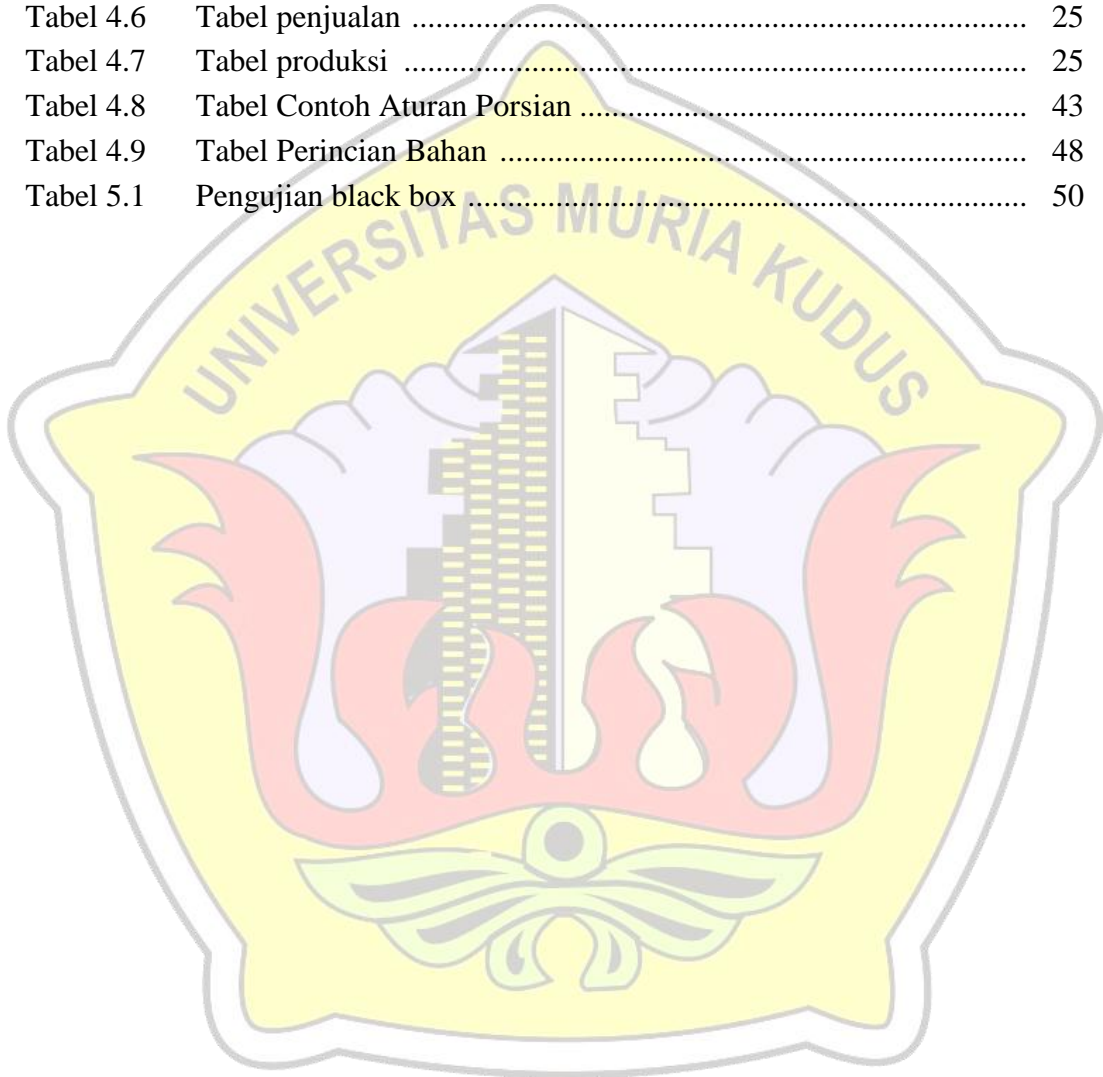 Tabel 4.6 Tabel penjualan ........................................................................... 25
Tabel 4.7 Tabel produksi ............................................................................ 25
Tabel 4.8 Tabel Contoh Aturan Porsian ...................................................... 43
Tabel 4.9 Tabel Perincian Bahan ................................................................ 48
Tabel 5.1 Pengujian black box .................................................................... 50
UNIVERSITAS MURIA KUDUS